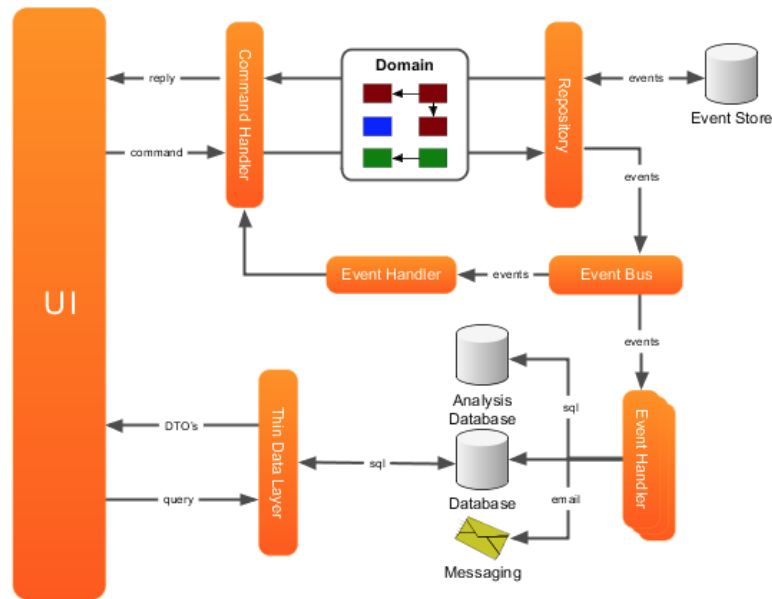 UI
reply
command
Command Handler
Domain
Repository
events
Event Store
events
Event Handler
events
Event Bus
events
Analysis
Database
sql
Event Handler
DTO's
Thin Data Layer
sql
Database
query
email
Messaging